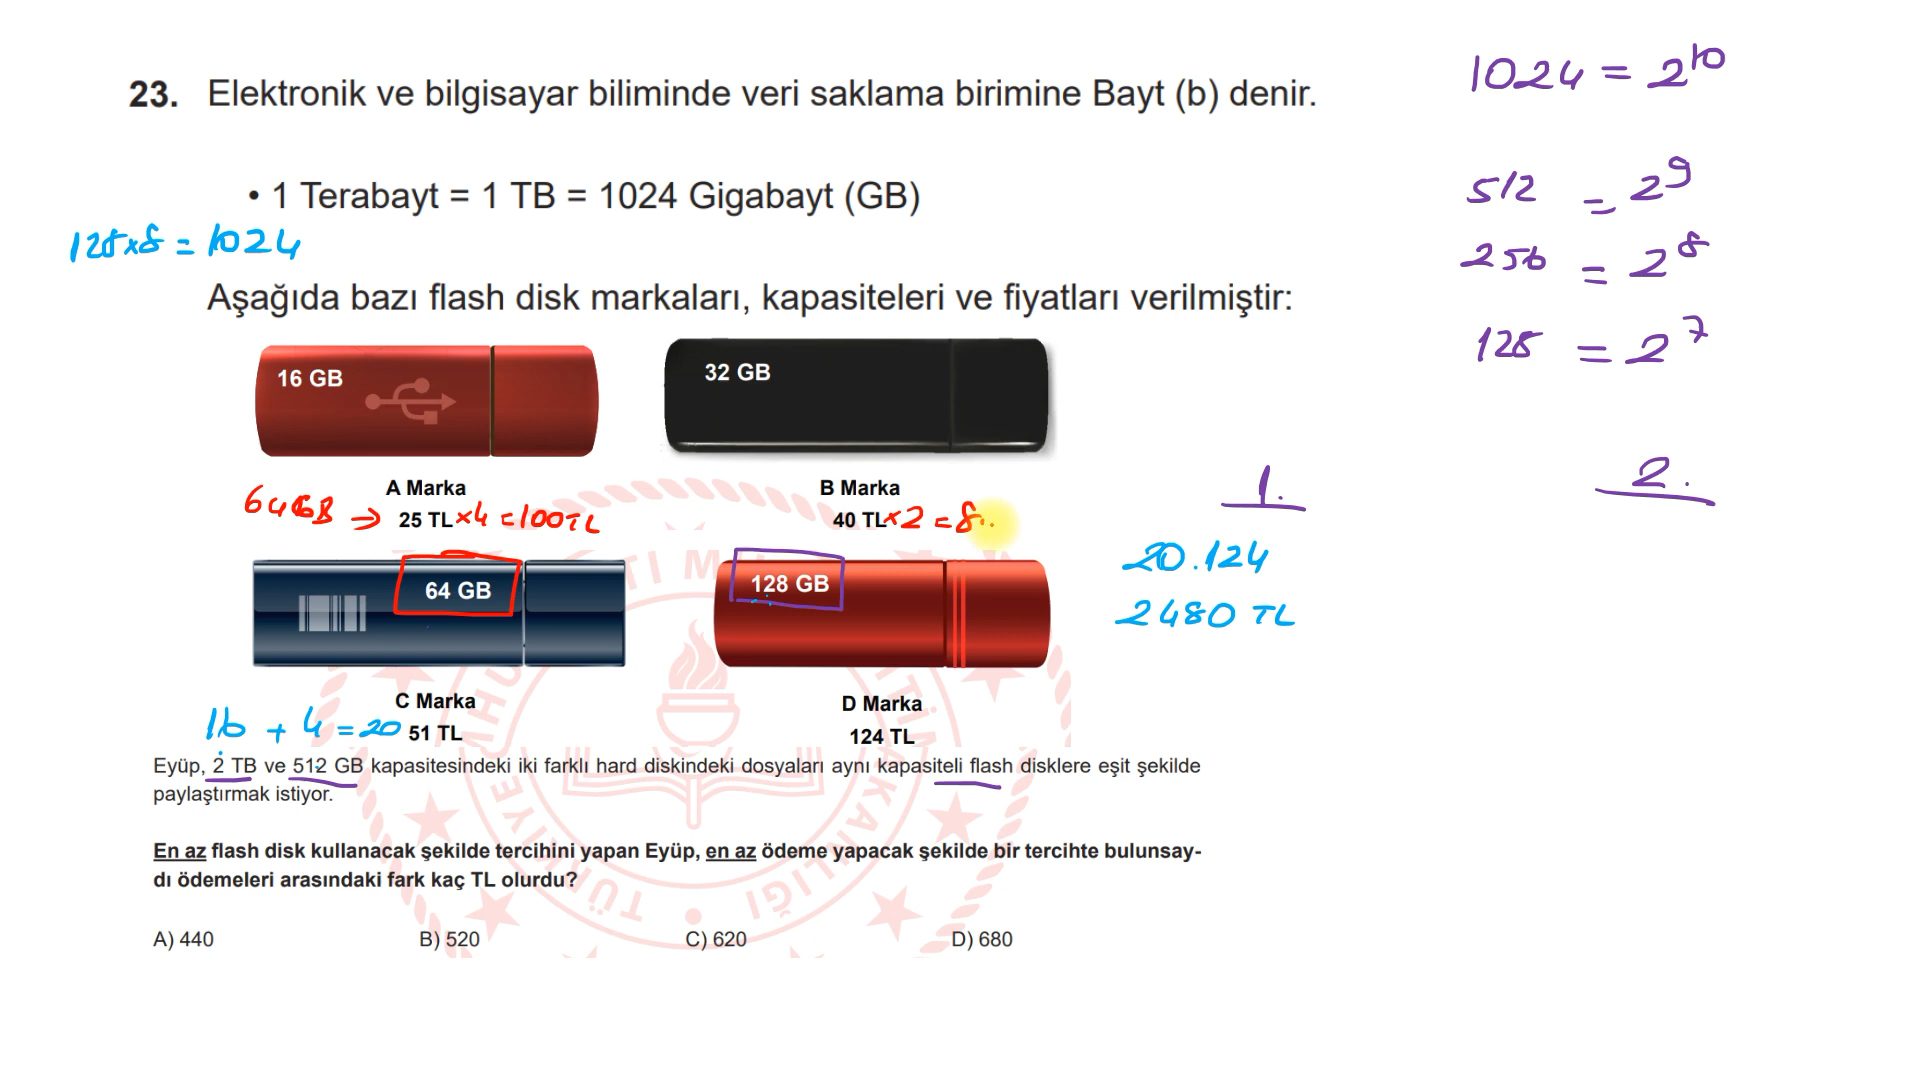 1024 = 2¹⁰
23. Elektronik ve bilgisayar biliminde veri saklama birimine Bayt (b) denir.
512 = 2⁹
• 1 Terabayt = 1 TB = 1024 Gigabayt (GB)
128x8 = 1024
256 = 2⁸
Aşağıda bazı flash disk markaları, kapasiteleri ve fiyatları verilmiştir:
128 = 2⁷
16 GB
32 GB
A Marka
B Marka
1.
2.
64GB ⇒ 25 TL x4 = 100TL
40 TL x2 = 8
64 GB
128 GB
20.124
2480 TL
C Marka
D Marka
16 + 4 = 20
51 TL
124 TL
Eyüp, 2 TB ve 512 GB kapasitesindeki iki farklı hard diskindeki dosyaları aynı kapasiteli flash disklere eşit şekilde
paylaştırmak istiyor.
En az flash disk kullanacak şekilde tercihini yapan Eyüp, en az ödeme yapacak şekilde bir tercihte bulunsay-
dı ödemeleri arasındaki fark kaç TL olurdu?
A) 440 B) 520 C) 620 D) 680